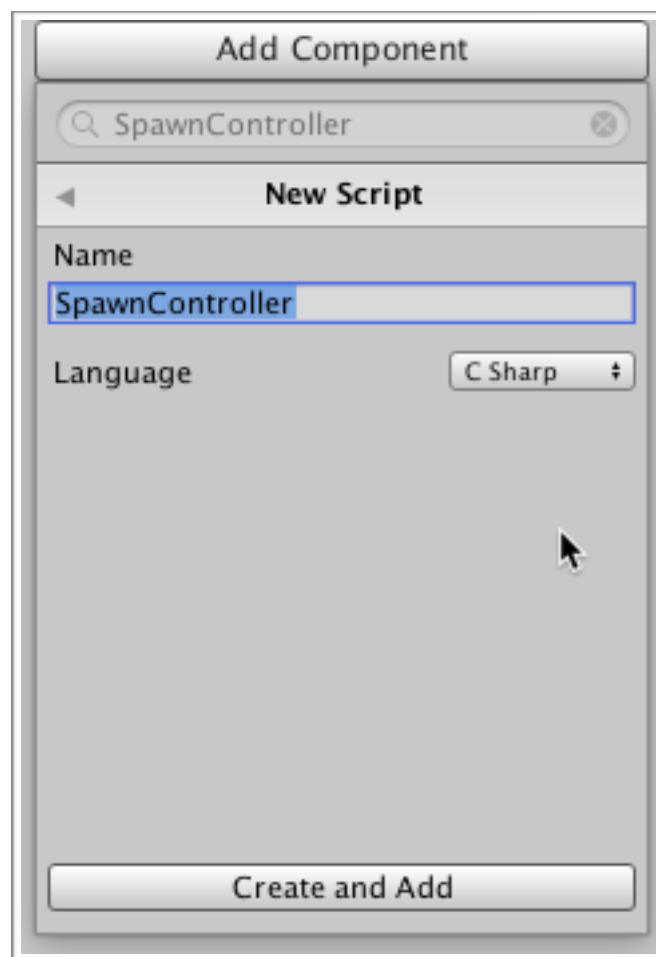 Add Component
SpawnController
New Script
Name
SpawnController
Language
C Sharp
Create and Add